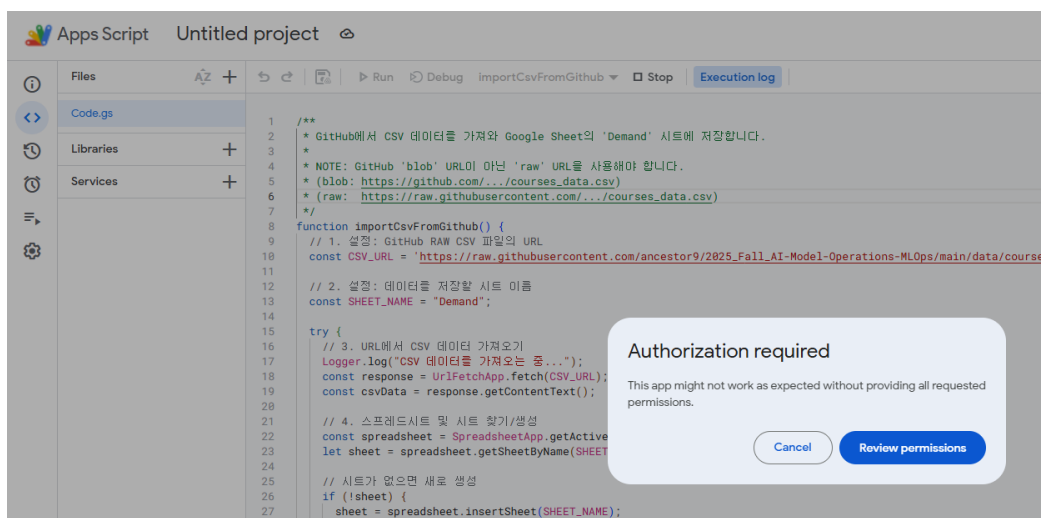 Apps Script
Untitled project
Files
AZ
Run
Debug
importCsvFromGithub
Stop
Execution log
Code.gs
Libraries
Services
1 /**
2 * GitHub에서 CSV 데이터를 가져와 Google Sheet의 'Demand' 시트에 저장합니다.
3 *
4 * NOTE: GitHub 'blob' URL이 아닌 'raw' URL을 사용해야 합니다.
5 * (blob: https://github.com/.../courses_data.csv)
6 * (raw: https://raw.githubusercontent.com/.../courses_data.csv)
7 */
8 function importCsvFromGithub() {
9 // 1. 설정: GitHub RAW CSV 파일의 URL
10 const CSV_URL = 'https://raw.githubusercontent.com/ancestor9/2025_Fall_AI-Model-Operations-MLOps/main/data/course
11
12 // 2. 설정: 데이터를 저장할 시트 이름
13 const SHEET_NAME = "Demand";
14
15 try {
16 // 3. URL에서 CSV 데이터 가져오기
17 Logger.log("CSV 데이터를 가져오는 중...");
18 const response = UrlFetchApp.fetch(CSV_URL);
19 const csvData = response.getContentText();
20
21 // 4. 스프레드시트 및 시트 찾기/생성
22 const spreadsheet = SpreadsheetApp.getActive
23 let sheet = spreadsheet.getSheetByName(SHEET
24
25 // 시트가 없으면 새로 생성
26 if (!sheet) {
27 sheet = spreadsheet.insertSheet(SHEET_NAME);
Authorization required
This app might not work as expected without providing all requested
permissions.
Cancel
Review permissions